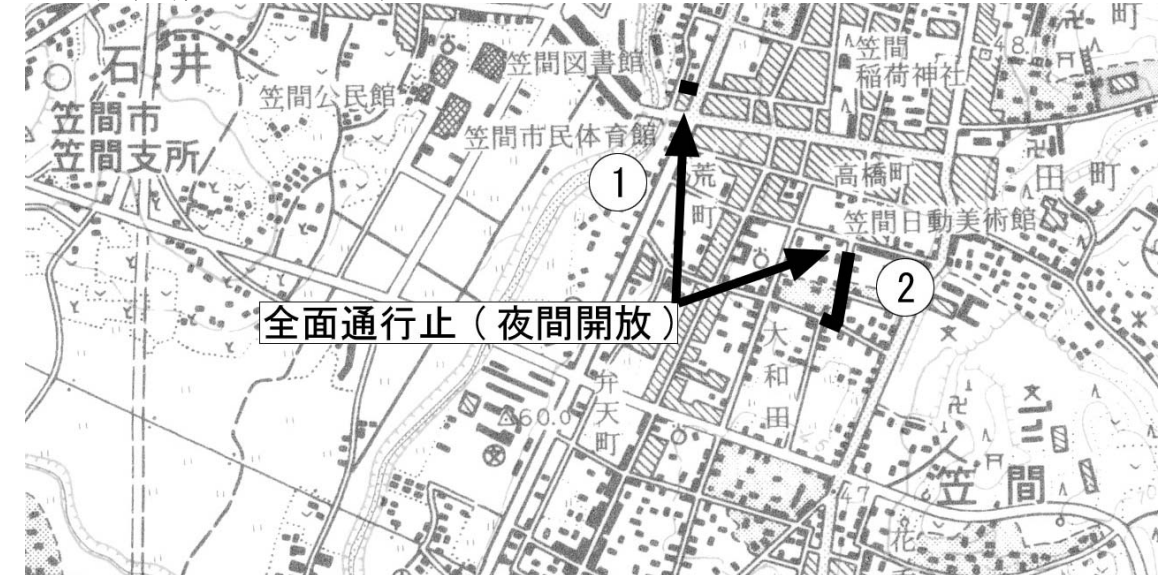 石井
町
笠間図書館
笠間
稲荷神社
48
笠間公民館
笠間市
笠間支所
笠間市民体育館
①
荒町
高橋町
田町
笠間日動美術館
②
全面通行止(夜間開放)
大和田
弁天町
60.0
笠間
47
花